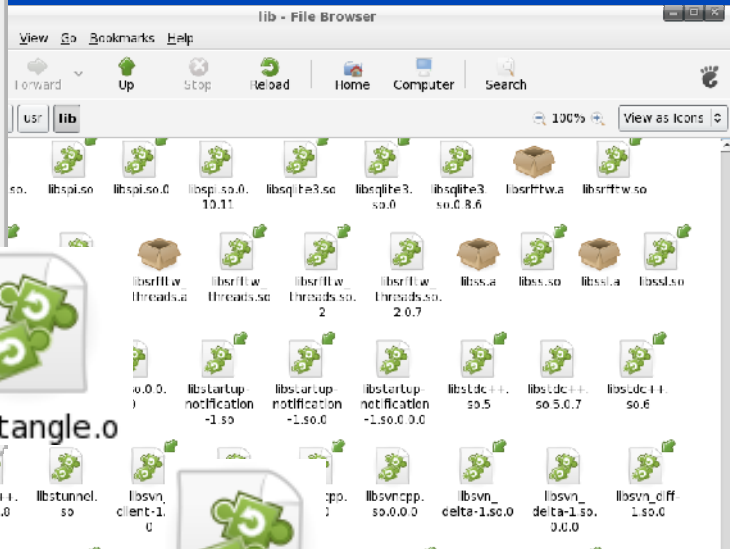 lib - File Browser
View Go Bookmarks Help
Forward Up Stop Reload Home Computer Search
usr lib 100% View as Icons
so. libspi.so libspi.so.0 libspi.so.0. libsqlite3.so libsqlite3. libsqlite3. libsrfftw.a libsrfftw.so
10.11 so.0 so.0.8.6
libsrfftw_ libsrfftw_ libsrfftw_ libsrfftw_ libss.a libss.so libssl.a libssl.so
threads.a threads.so threads.so. threads.so.
2 2.0.7
o.0.0. libstartup- libstartup- libstartup- libstdc++. libstdc++. libstdc++.
notification notification notification so.5 so.5.0.7 so.6
-1.so -1.so.0 -1.so.0.0.0
tangle.o
++. libstunnel. libsvn_ cpp. libsvncpp. libsvn_ libsvn_ libsvn_diff-
.8 so client-1. so.0.0.0 delta-1.so.0 delta-1.so. 1.so.0
0 0.0.0